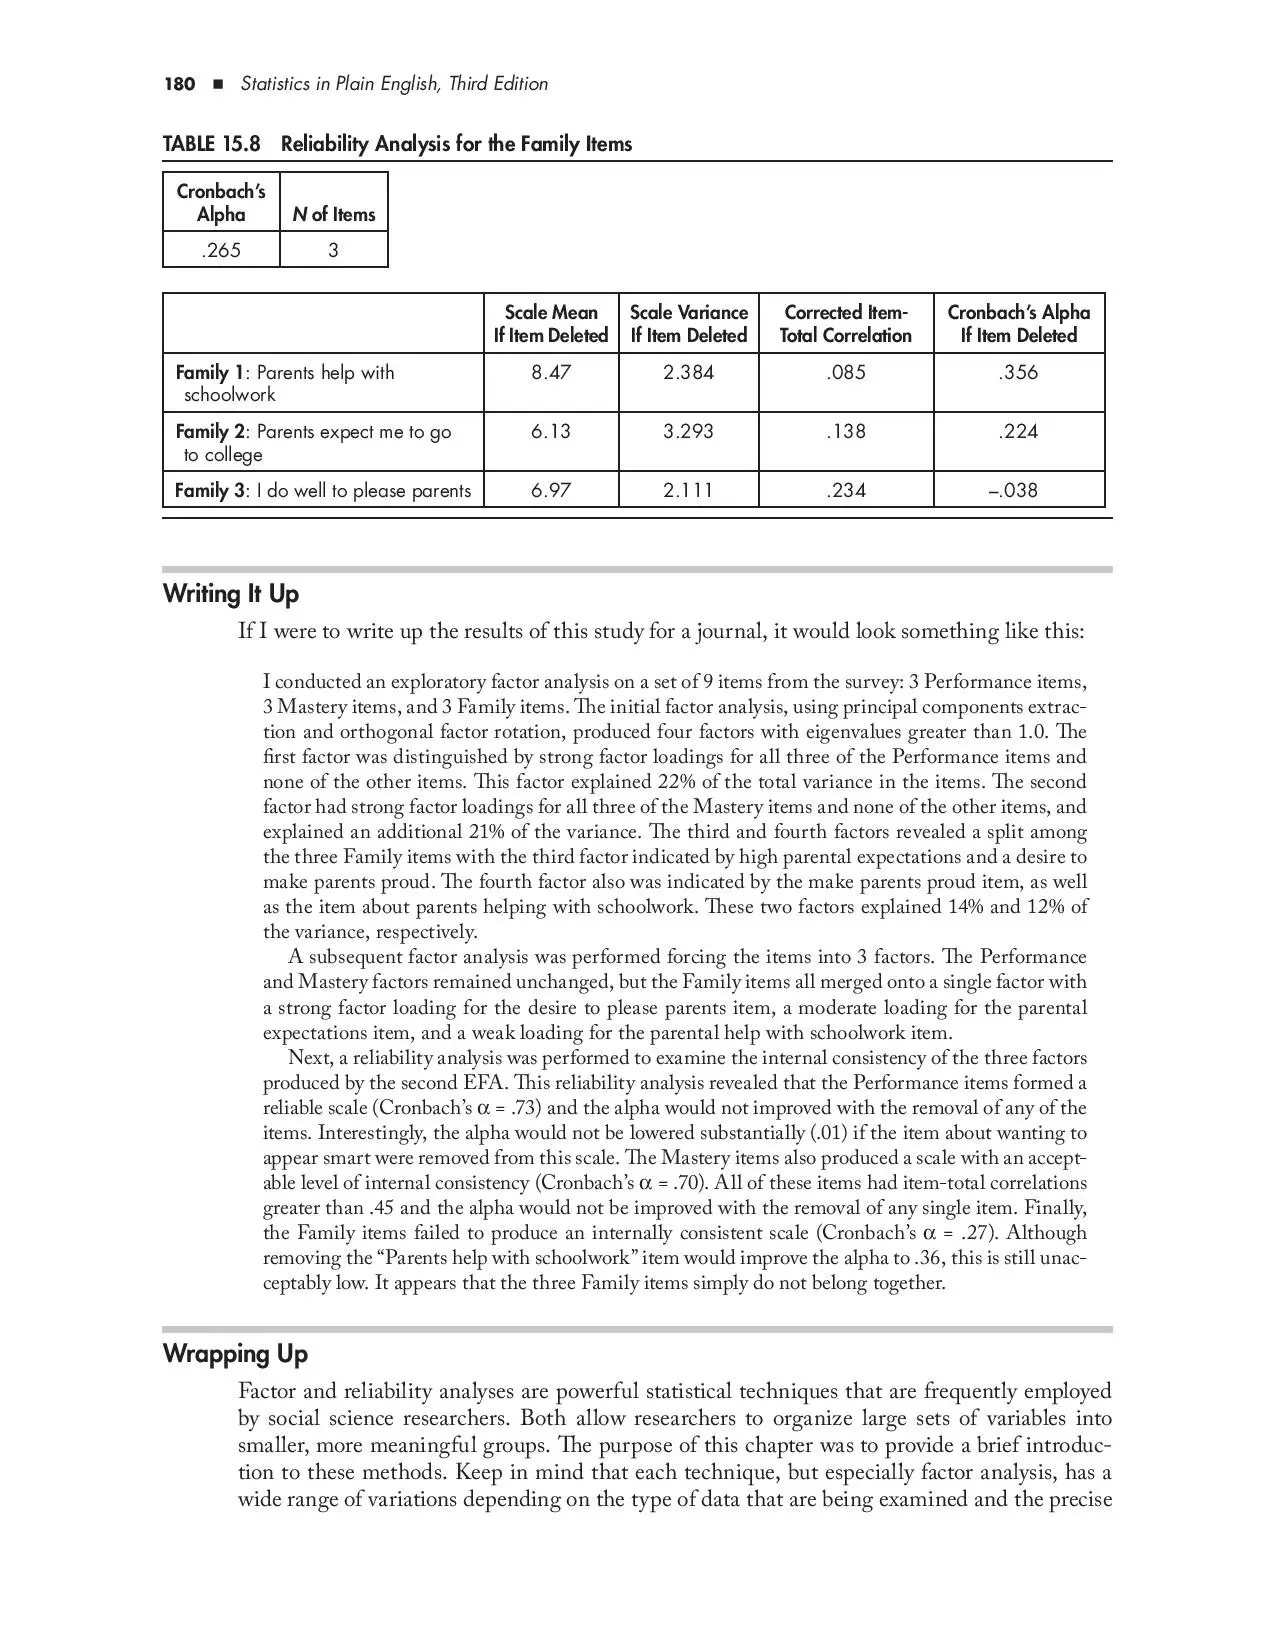 180 ■ Statistics in Plain English, Third Edition
TABLE 15.8 Reliability Analysis for the Family Items
Cronbach's
Alpha N of Items
.265 3
Scale Mean Scale Variance Corrected Item- Cronbach's Alpha
If Item Deleted If Item Deleted Total Correlation If Item Deleted
Family 1: Parents help with 8.47 2.384 .085 .356
schoolwork
Family 2: Parents expect me to go 6.13 3.293 .138 .224
to college
Family 3: I do well to please parents 6.97 2.111 .234 –.038
Writing It Up
If I were to write up the results of this study for a journal, it would look something like this:
I conducted an exploratory factor analysis on a set of 9 items from the survey: 3 Performance items,
3 Mastery items, and 3 Family items. The initial factor analysis, using principal components extrac-
tion and orthogonal factor rotation, produced four factors with eigenvalues greater than 1.0. The
first factor was distinguished by strong factor loadings for all three of the Performance items and
none of the other items. This factor explained 22% of the total variance in the items. The second
factor had strong factor loadings for all three of the Mastery items and none of the other items, and
explained an additional 21% of the variance. The third and fourth factors revealed a split among
the three Family items with the third factor indicated by high parental expectations and a desire to
make parents proud. The fourth factor also was indicated by the make parents proud item, as well
as the item about parents helping with schoolwork. These two factors explained 14% and 12% of
the variance, respectively.
A subsequent factor analysis was performed forcing the items into 3 factors. The Performance
and Mastery factors remained unchanged, but the Family items all merged onto a single factor with
a strong factor loading for the desire to please parents item, a moderate loading for the parental
expectations item, and a weak loading for the parental help with schoolwork item.
Next, a reliability analysis was performed to examine the internal consistency of the three factors
produced by the second EFA. This reliability analysis revealed that the Performance items formed a
reliable scale (Cronbach's α = .73) and the alpha would not improved with the removal of any of the
items. Interestingly, the alpha would not be lowered substantially (.01) if the item about wanting to
appear smart were removed from this scale. The Mastery items also produced a scale with an accept-
able level of internal consistency (Cronbach's α = .70). All of these items had item-total correlations
greater than .45 and the alpha would not be improved with the removal of any single item. Finally,
the Family items failed to produce an internally consistent scale (Cronbach's α = .27). Although
removing the “Parents help with schoolwork” item would improve the alpha to .36, this is still unac-
ceptably low. It appears that the three Family items simply do not belong together.
Wrapping Up
Factor and reliability analyses are powerful statistical techniques that are frequently employed
by social science researchers. Both allow researchers to organize large sets of variables into
smaller, more meaningful groups. The purpose of this chapter was to provide a brief introduc-
tion to these methods. Keep in mind that each technique, but especially factor analysis, has a
wide range of variations depending on the type of data that are being examined and the precise